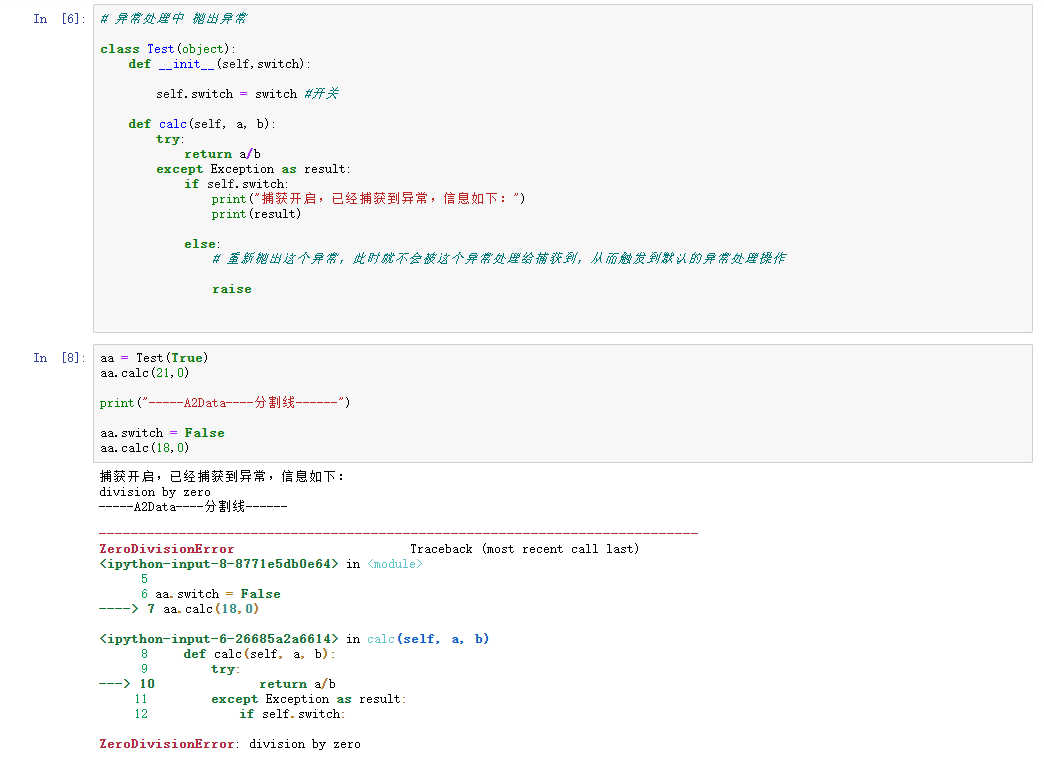 In [6]: # 异常处理中 抛出异常
class Test(object):
def __init__(self,switch):
self.switch = switch #开关
def calc(self, a, b):
try:
return a/b
except Exception as result:
if self.switch:
print("捕获开启，已经捕获到异常，信息如下：")
print(result)
else:
# 重新抛出这个异常，此时就不会被这个异常处理给捕获到，从而触发到默认的异常处理操作
raise
In [8]: aa = Test(True)
aa.calc(21,0)
print("-----A2Data----分割线------")
aa.switch = False
aa.calc(18,0)
捕获开启，已经捕获到异常，信息如下：
division by zero
-----A2Data----分割线------
---------------------------------------------------------------------------
ZeroDivisionError Traceback (most recent call last)
<ipython-input-8-8771e5db0e64> in <module>
5
6 aa.switch = False
----> 7 aa.calc(18,0)
<ipython-input-6-26685a2a6614> in calc(self, a, b)
8 def calc(self, a, b):
9 try:
---> 10 return a/b
11 except Exception as result:
12 if self.switch:
ZeroDivisionError: division by zero